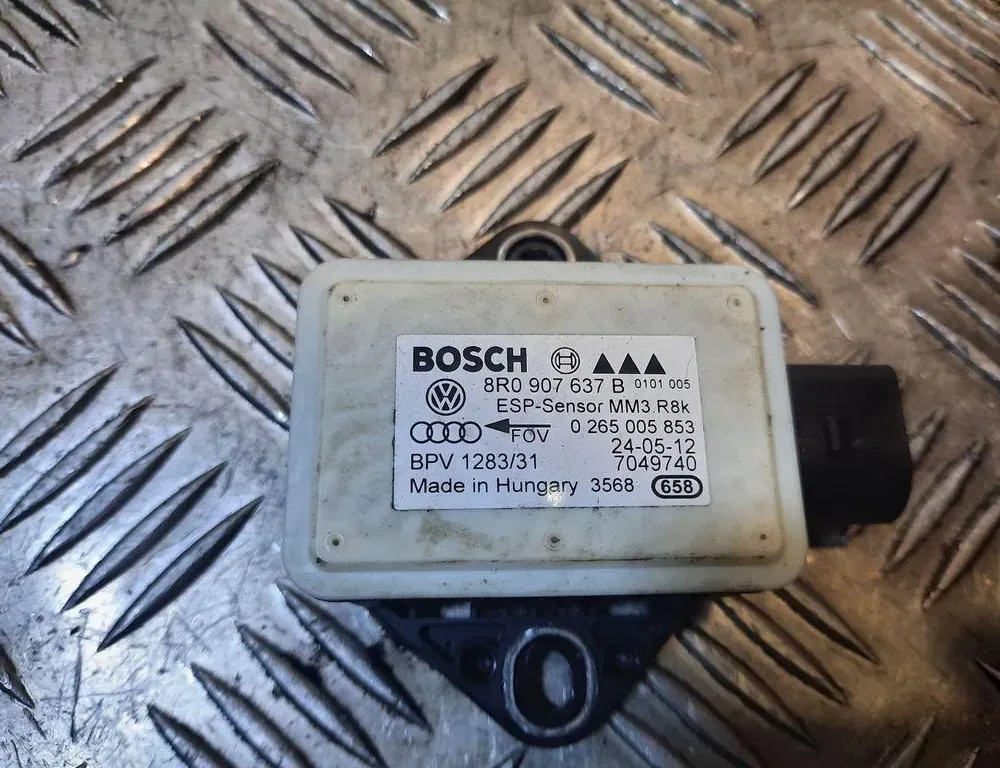 BOSCH
8R0 907 637 B 0101 005
ESP-Sensor MM3.R8k
FOV 0 265 005 853
24-05-12
BPV 1283/31 7049740
Made in Hungary 3568 658